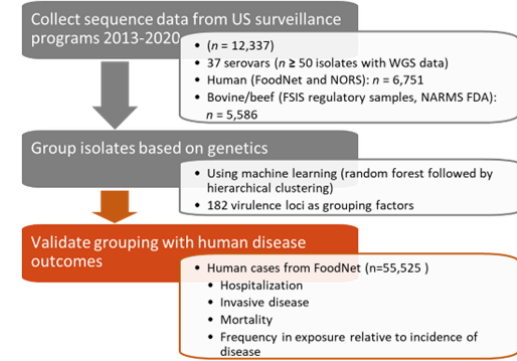 Collect sequence data from US surveillance
programs 2013-2020
• (n = 12,337)
• 37 serovars (n ≥ 50 isolates with WGS data)
• Human (FoodNet and NORS): n = 6,751
• Bovine/beef (FSIS regulatory samples, NARMS FDA):
n = 5,586
Group isolates based on genetics
• Using machine learning (random forest followed by
hierarchical clustering)
• 182 virulence loci as grouping factors
Validate grouping with human disease
outcomes
• Human cases from FoodNet (n=55,525 )
• Hospitalization
• Invasive disease
• Mortality
• Frequency in exposure relative to incidence of
disease